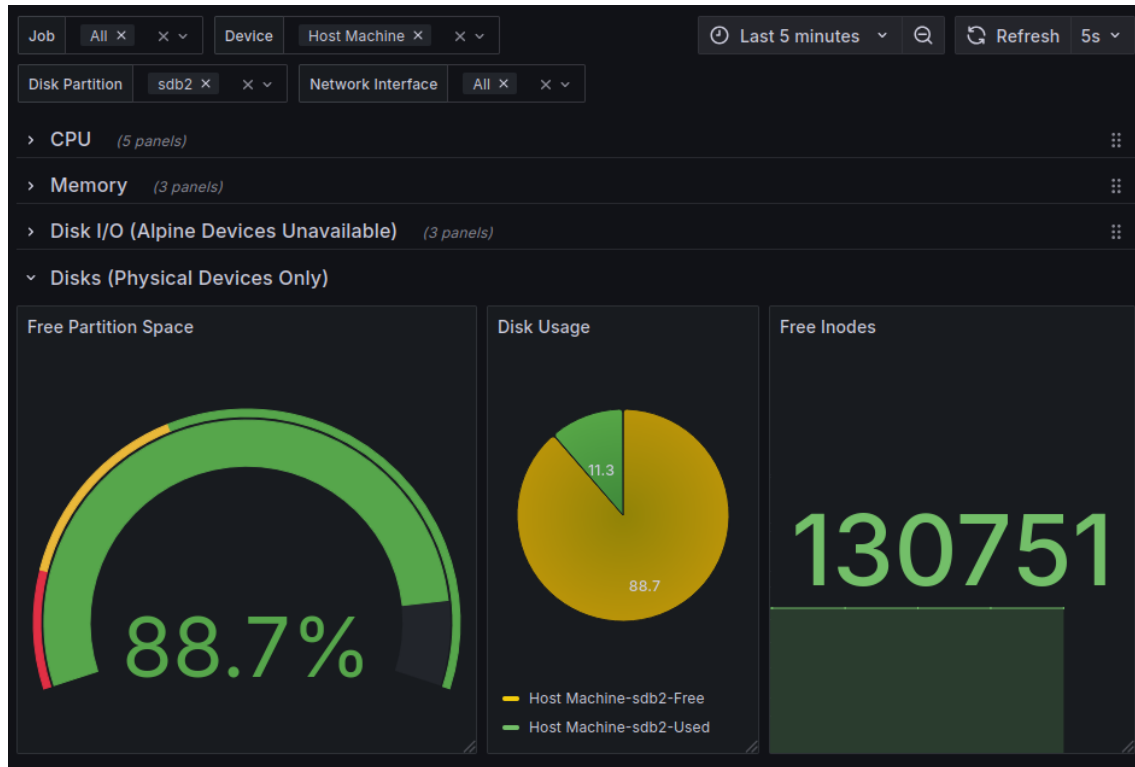 Job All Device Host Machine Last 5 minutes Refresh 5s
Disk Partition sdb2 Network Interface All
CPU (5 panels)
Memory (3 panels)
Disk I/O (Alpine Devices Unavailable) (3 panels)
Disks (Physical Devices Only)
Free Partition Space
88.7%
Disk Usage
11.3
88.7
Host Machine-sdb2-Free
Host Machine-sdb2-Used
Free Inodes
130751